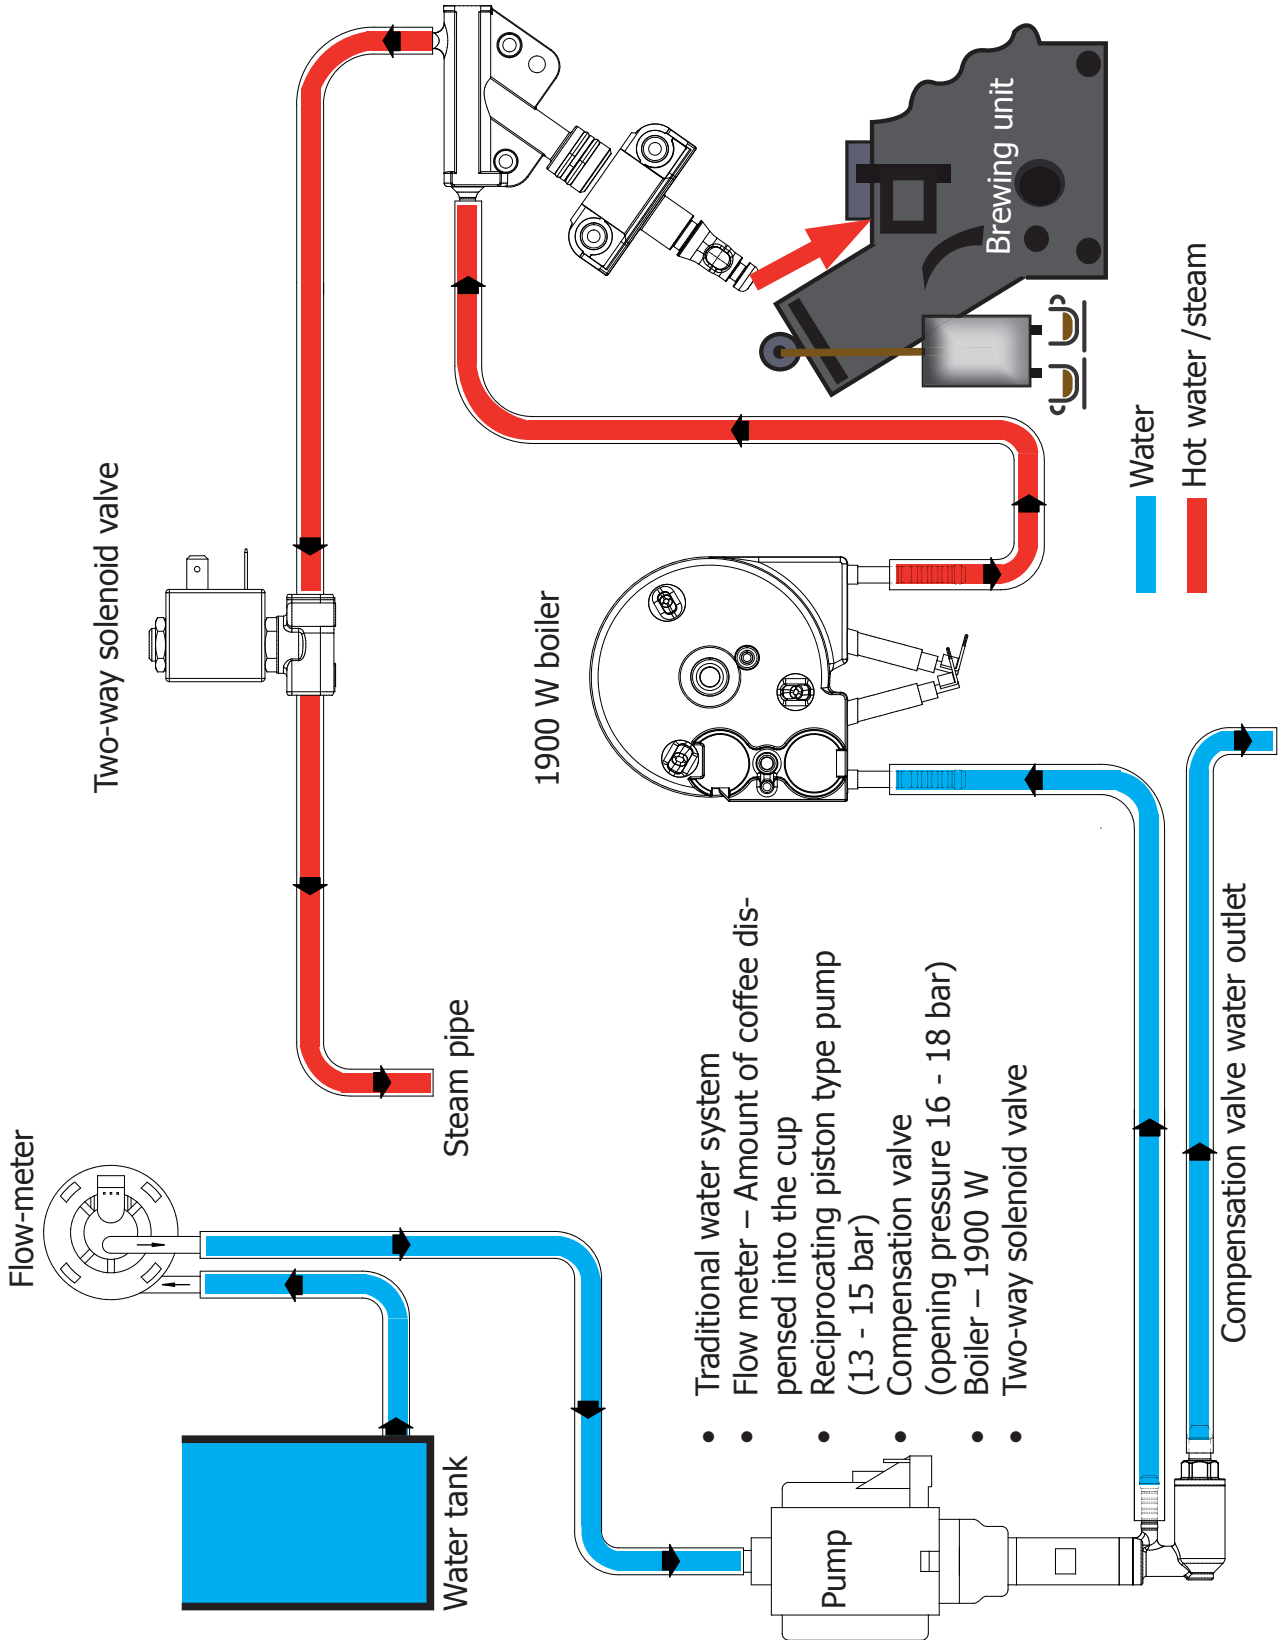 Flow-meter
Water tank
Pump
Two-way solenoid valve
Steam pipe
1900 W boiler
Brewing unit
• Traditional water system
• Flow meter – Amount of coffee dis-
pensed into the cup
• Reciprocating piston type pump
(13 - 15 bar)
• Compensation valve
(opening pressure 16 - 18 bar)
• Boiler – 1900 W
• Two-way solenoid valve
Compensation valve water outlet
Water
Hot water /steam